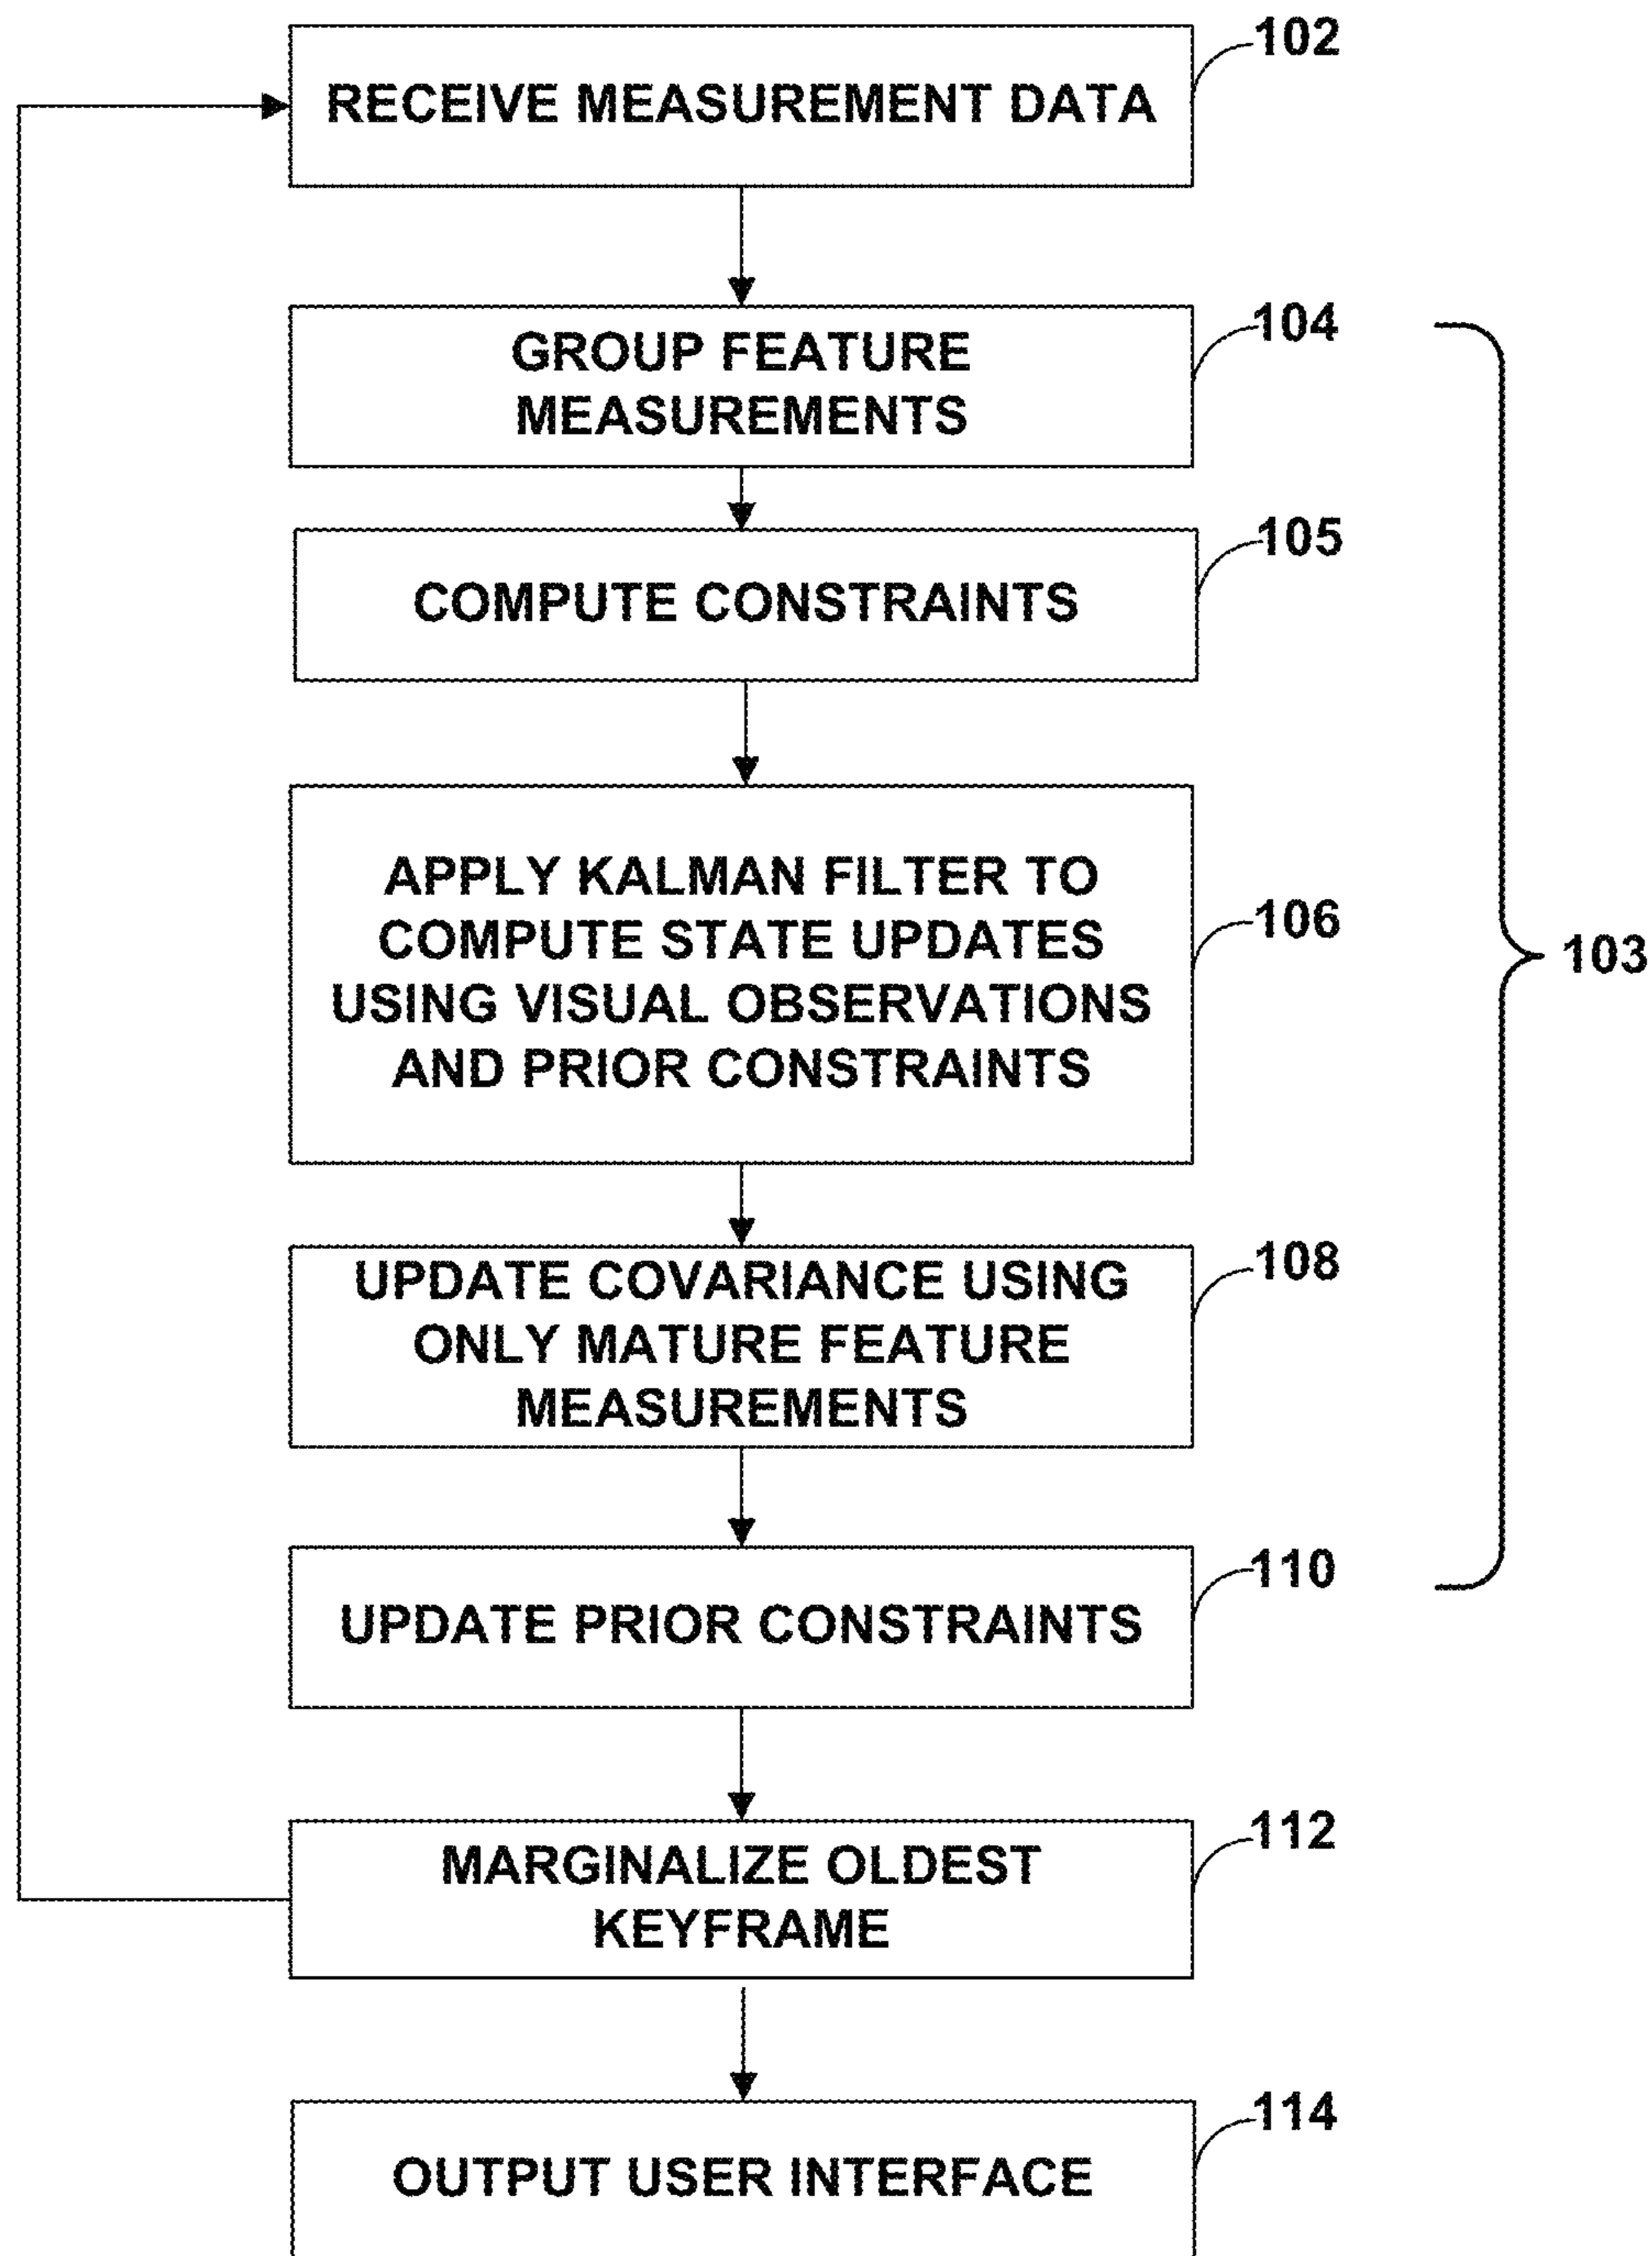 102
RECEIVE MEASUREMENT DATA
104
GROUP FEATURE
MEASUREMENTS
105
COMPUTE CONSTRAINTS
APPLY KALMAN FILTER TO
COMPUTE STATE UPDATES
USING VISUAL OBSERVATIONS
AND PRIOR CONSTRAINTS
106
103
108
UPDATE COVARIANCE USING
ONLY MATURE FEATURE
MEASUREMENTS
110
UPDATE PRIOR CONSTRAINTS
112
MARGINALIZE OLDEST
KEYFRAME
114
OUTPUT USER INTERFACE